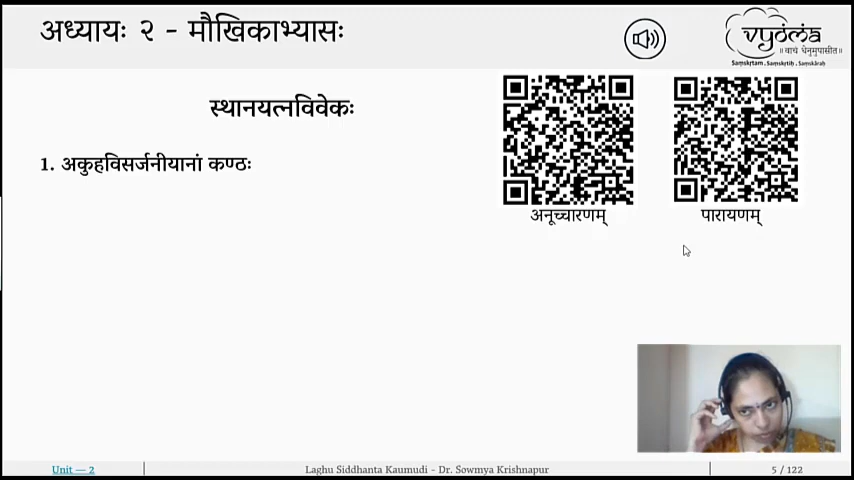 अध्यायः २ - मौखिकाभ्यासः
vyoma
॥ वाचं धेनुमुपासीत॥
Saṃskṛtam . Saṃskṛtiḥ . Saṃskāraḥ
स्थानयत्नविवेकः
1. अकुहविसर्जनीयानां कण्ठः
अनूच्चारणम्
पारायणम्
Unit — 2
Laghu Siddhanta Kaumudi - Dr. Sowmya Krishnapur
5 / 122